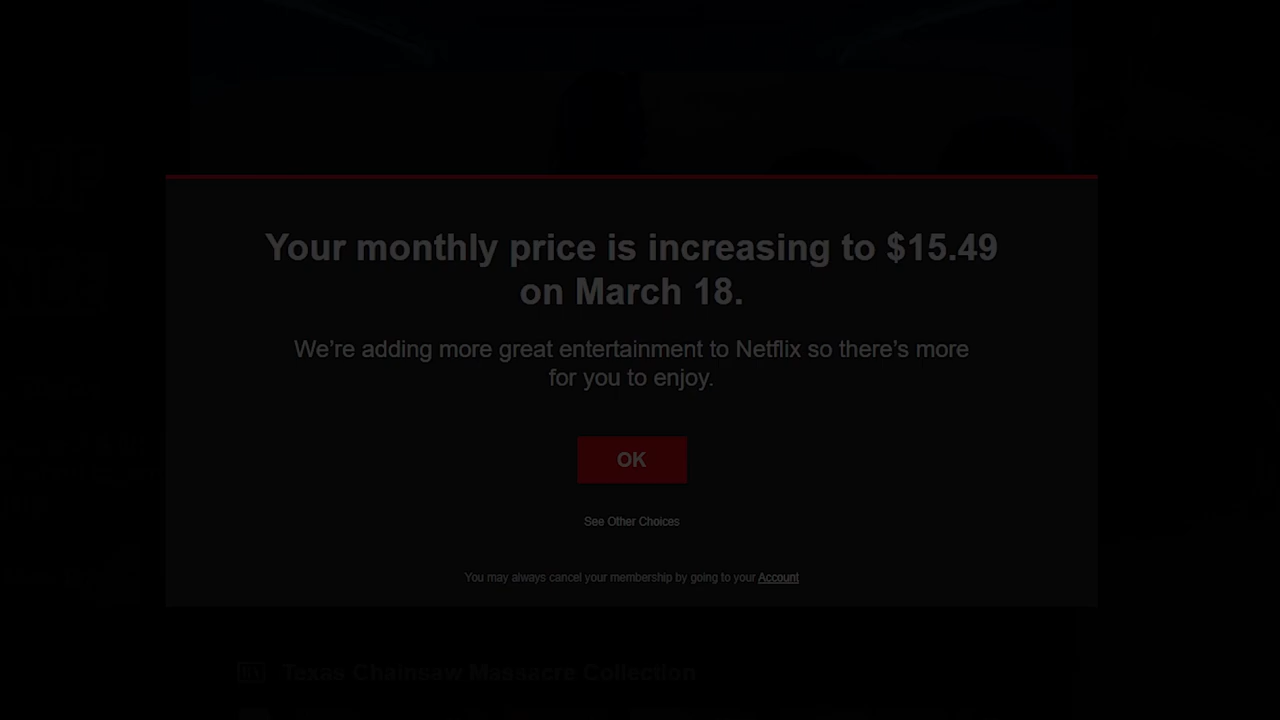 Your monthly price is increasing to $15.49
on March 18.
We’re adding more great entertainment to Netflix so there’s more
for you to enjoy.
OK
See Other Choices
You may always cancel your membership by going to your Account
Texas Chainsaw Massacre Collection